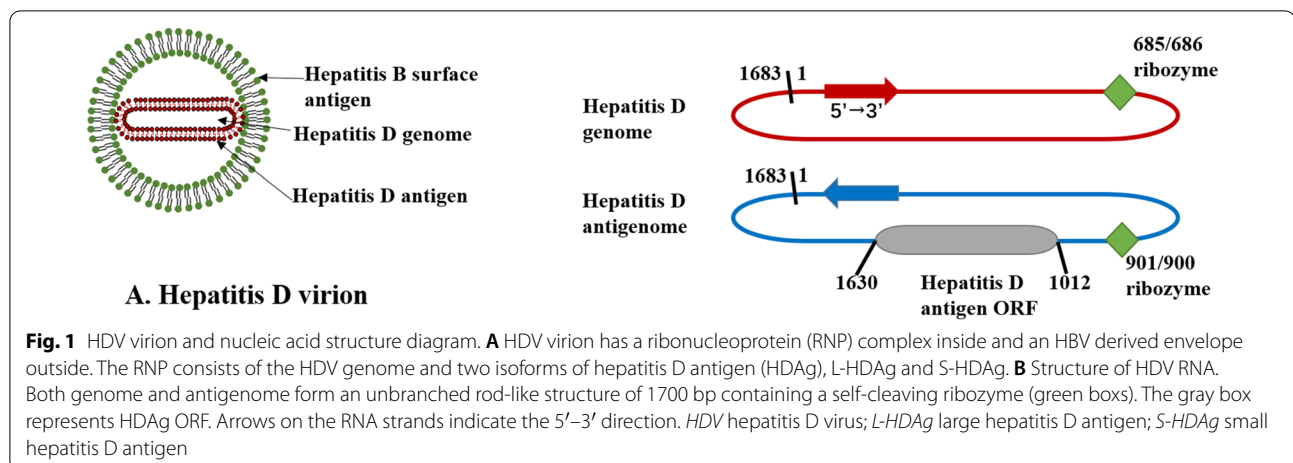 Hepatitis B surface
antigen
Hepatitis D genome
Hepatitis D antigen
A. Hepatitis D virion
685/686
ribozyme
1683 1
Hepatitis D
genome
5'→3'
1683 1
Hepatitis D
antigenome
1630
Hepatitis D
antigen ORF
1012
901/900
ribozyme
Fig. 1 HDV virion and nucleic acid structure diagram. A HDV virion has a ribonucleoprotein (RNP) complex inside and an HBV derived envelope
outside. The RNP consists of the HDV genome and two isoforms of hepatitis D antigen (HDAg), L-HDAg and S-HDAg. B Structure of HDV RNA.
Both genome and antigenome form an unbranched rod-like structure of 1700 bp containing a self-cleaving ribozyme (green boxs). The gray box
represents HDAg ORF. Arrows on the RNA strands indicate the 5′–3′ direction. HDV hepatitis D virus; L-HDAg large hepatitis D antigen; S-HDAg small
hepatitis D antigen